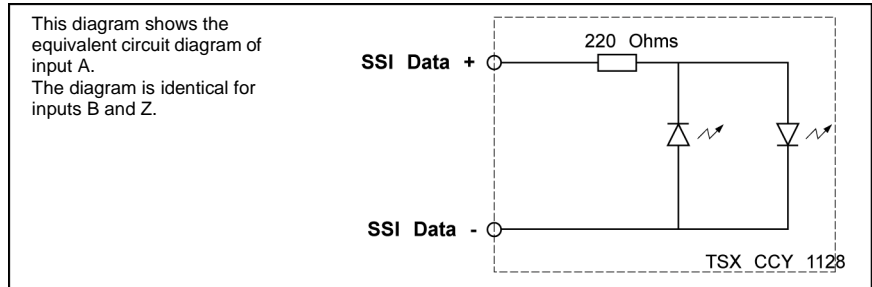 This diagram shows the
equivalent circuit diagram of
input A.
The diagram is identical for
inputs B and Z.
220 Ohms
SSI Data +
SSI Data -
TSX CCY 1128